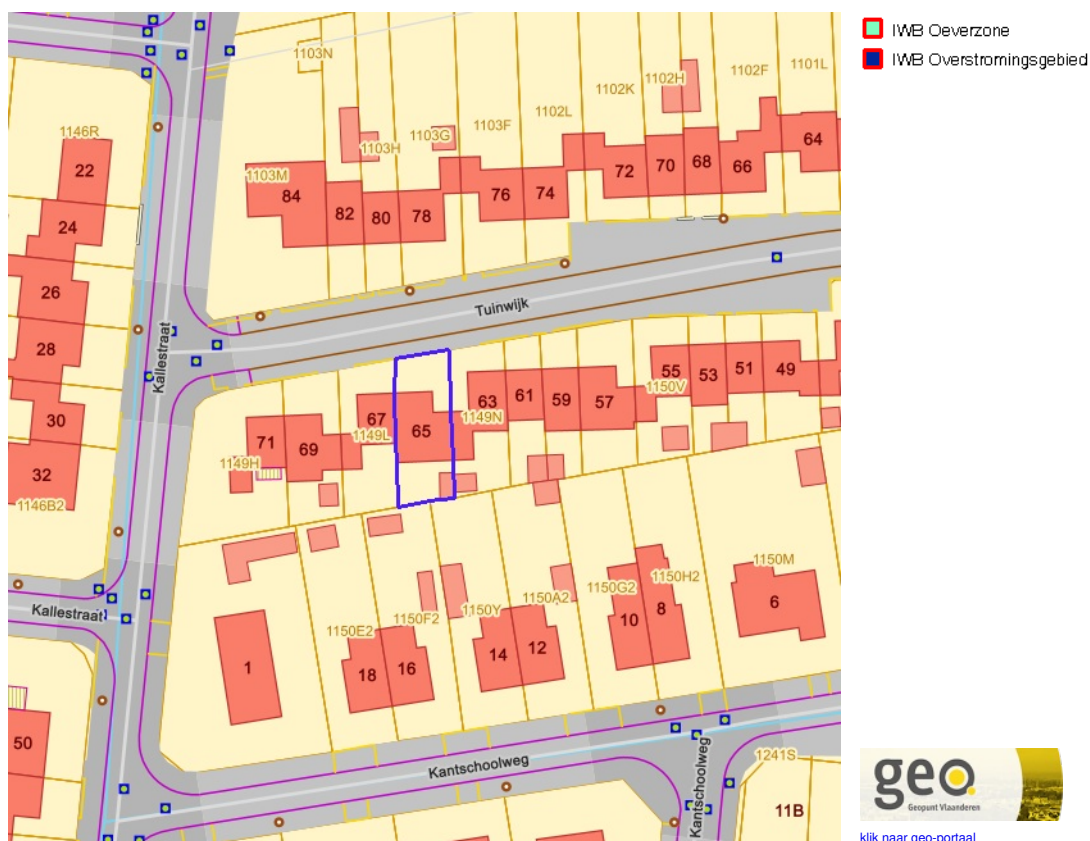 IWB Oeverzone
IWB Overstromingsgebied
1103N
1102H
1102F
1101L
1102K
1102L
1103F
1103G
1103H
1103M
1146R
22
24
26
28
30
32
1146B2
84
82
80
78
76
74
72
70
68
66
64
Tuinwijk
Kallestraat
71
69
67
65
63
61
59
57
55
53
51
49
1149H
1149L
1149N
1150V
1150E2
1150F2
1150Y
1150A2
1150G2
1150H2
1150M
1
18
16
14
12
10
8
6
Kallestraat
50
Kantschoolweg
Kantschoolweg
1241S
11B
geo
Geopunt Vlaanderen
klik naar geo-portaal